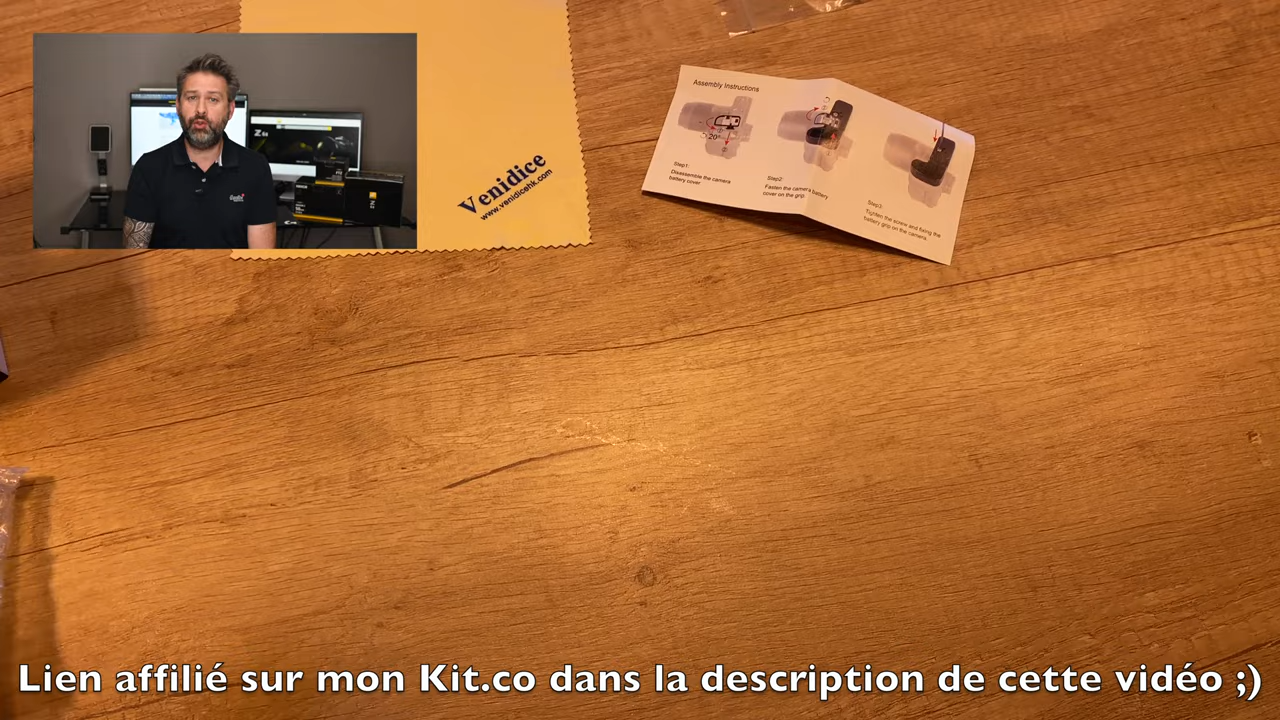 Venidice
www.venidicehk.com
Assembly Instructions
20°
Step1:
Disassemble the camera
battery cover
Step2:
Fasten the camera battery
cover on the grip
Step3:
Tighten the screw and fixing the
battery grip on the camera.
Lien affilié sur mon Kit.co dans la description de cette vidéo ;)